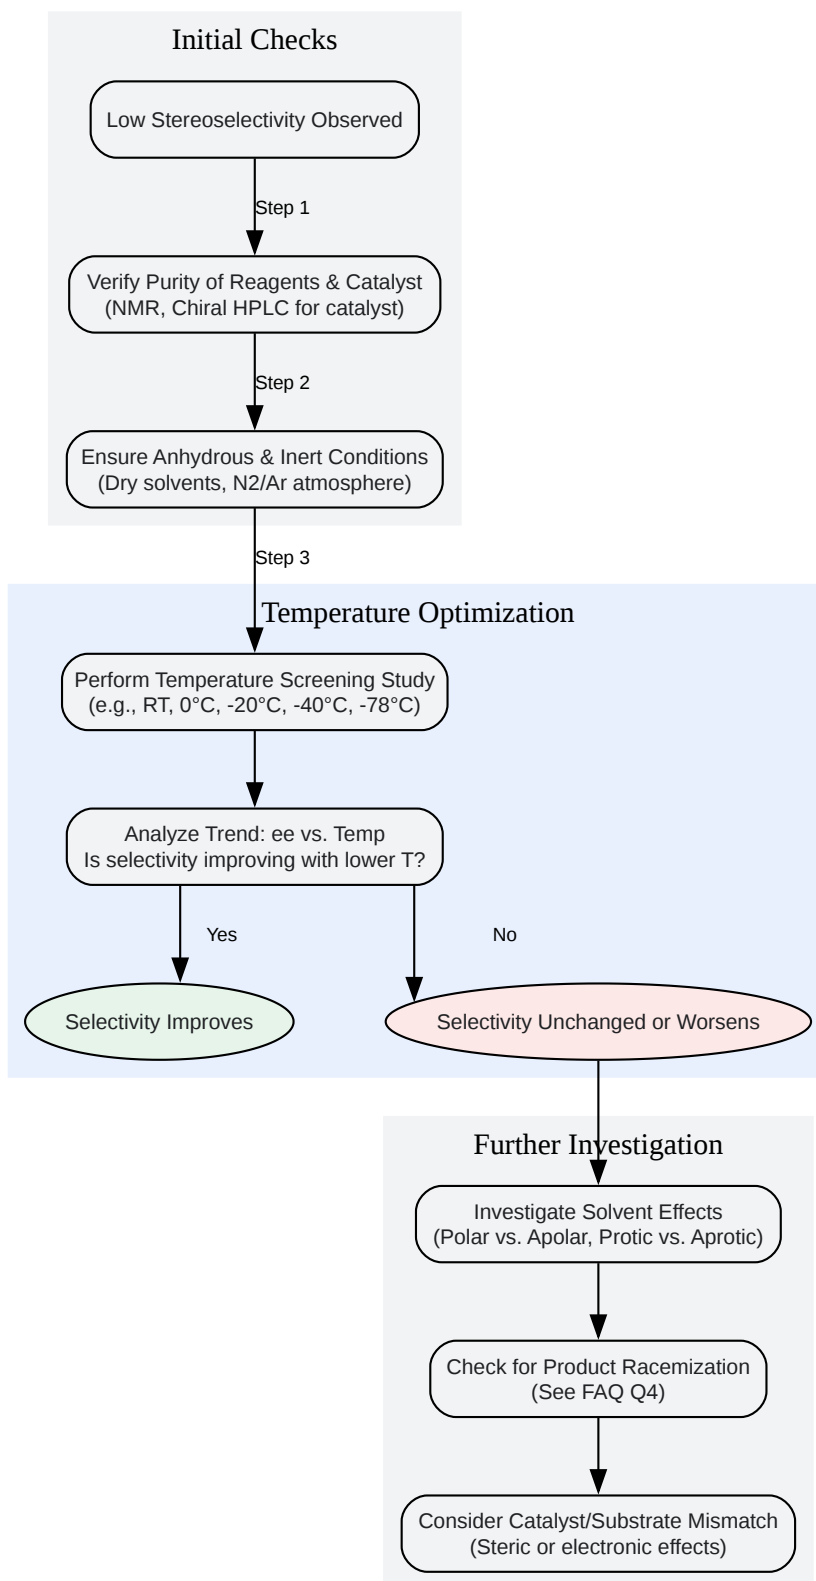 Initial Checks
Low Stereoselectivity Observed
Step 1
Verify Purity of Reagents & Catalyst
(NMR, Chiral HPLC for catalyst)
Step 2
Ensure Anhydrous & Inert Conditions
(Dry solvents, N2/Ar atmosphere)
Step 3
Temperature Optimization
Perform Temperature Screening Study
(e.g., RT, 0°C, -20°C, -40°C, -78°C)
Analyze Trend: ee vs. Temp
Is selectivity improving with lower T?
Yes
No
Selectivity Improves
Selectivity Unchanged or Worsens
Further Investigation
Investigate Solvent Effects
(Polar vs. Apolar, Protic vs. Aprotic)
Check for Product Racemization
(See FAQ Q4)
Consider Catalyst/Substrate Mismatch
(Steric or electronic effects)